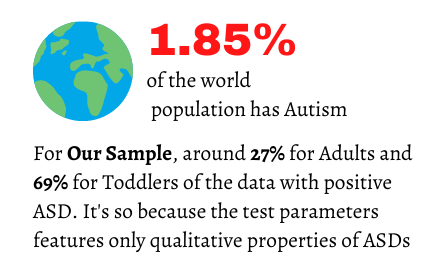 1.85%
of the world
population has Autism
For Our Sample, around 27% for Adults and
69% for Toddlers of the data with positive
ASD. It's so because the test parameters
features only qualitative properties of ASDs